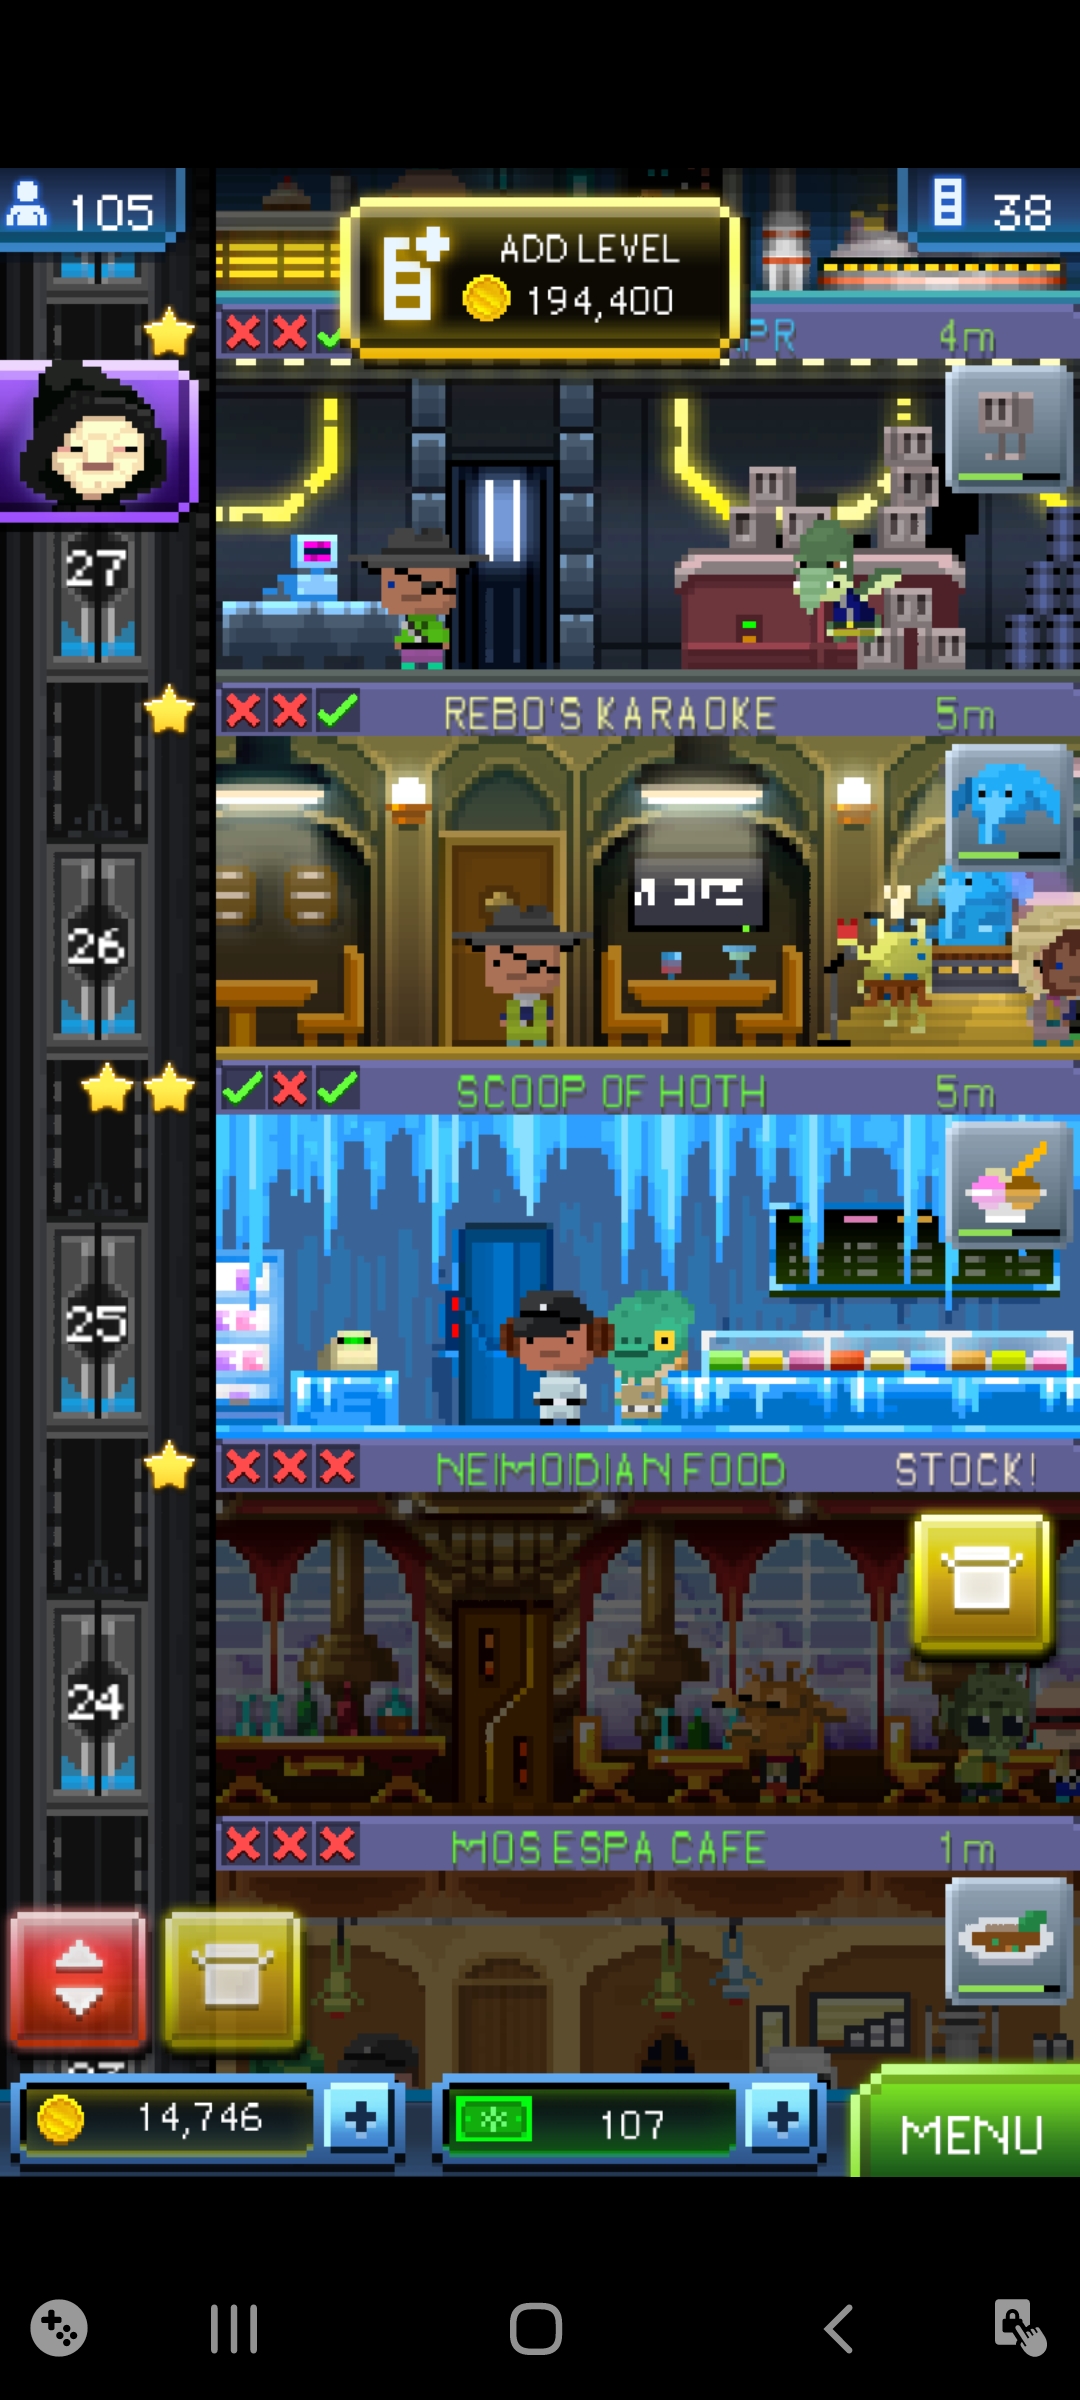 105
38
ADD LEVEL
194,400
PR 4m
27
REBO'S KARAOKE 5m
26
SCOOP OF HOTH 5m
25
NEIMOIDIAN FOOD STOCK!
24
MOS ESPA CAFE 1m
14,746
107
MENU